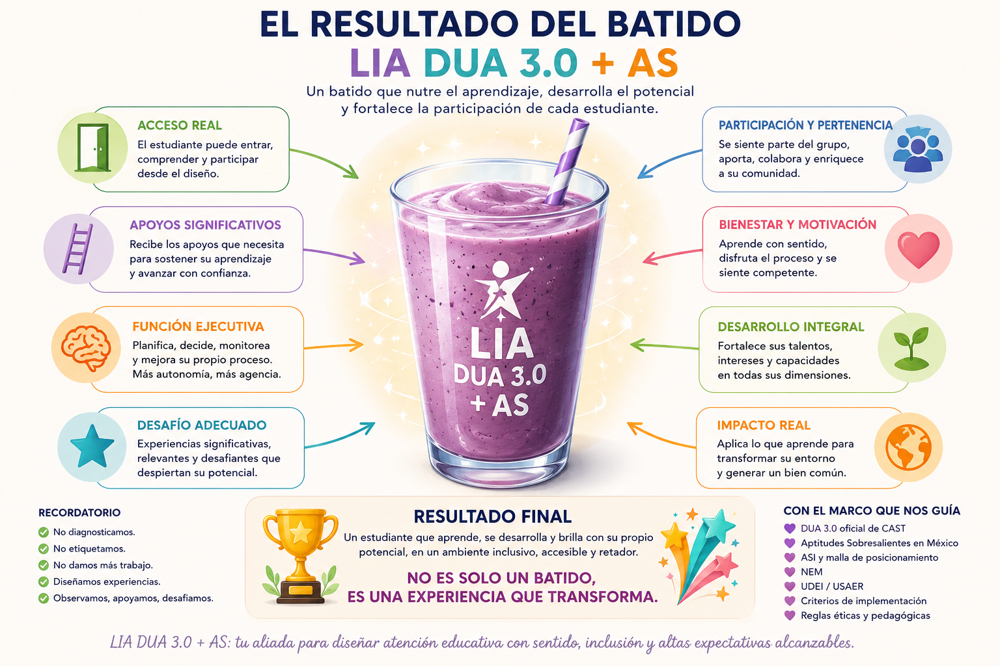 EL RESULTADO DEL BATIDO
LIA DUA 3.0 + AS
Un batido que nutre el aprendizaje, desarrolla el potencial
y fortalece la participación de cada estudiante.
ACCESO REAL
El estudiante puede entrar,
comprender y participar
desde el diseño.
APOYOS SIGNIFICATIVOS
Recibe los apoyos que necesita
para sostener su aprendizaje
y avanzar con confianza.
FUNCIÓN EJECUTIVA
Planifica, decide, monitorea
y mejora su propio proceso.
Más autonomía, más agencia.
DESAFÍO ADECUADO
Experiencias significativas,
relevantes y desafiantes que
despiertan su potencial.
LIA
DUA 3.0
+ AS
PARTICIPACIÓN Y PERTENENCIA
Se siente parte del grupo,
aporta, colabora y enriquece
a su comunidad.
BIENESTAR Y MOTIVACIÓN
Aprende con sentido,
disfruta el proceso y se
siente competente.
DESARROLLO INTEGRAL
Fortalece sus talentos,
intereses y capacidades
en todas sus dimensiones.
IMPACTO REAL
Aplica lo que aprende para
transformar su entorno
y generar un bien común.
RECORDATORIO
No diagnosticamos.
No etiquetamos.
No damos más trabajo.
Diseñamos experiencias.
Observamos, apoyamos, desafiamos.
RESULTADO FINAL
Un estudiante que aprende, se desarrolla y brilla con su propio
potencial, en un ambiente inclusivo, accesible y retador.
NO ES SOLO UN BATIDO,
ES UNA EXPERIENCIA QUE TRANSFORMA.
CON EL MARCO QUE NOS GUÍA
DUA 3.0 oficial de CAST
Aptitudes Sobresalientes en México
ASI y malla de posicionamiento
NEM
UDEI / USAER
Criterios de implementación
Reglas éticas y pedagógicas
LIA DUA 3.0 + AS: tu aliada para diseñar atención educativa con sentido, inclusión y altas expectativas alcanzables.